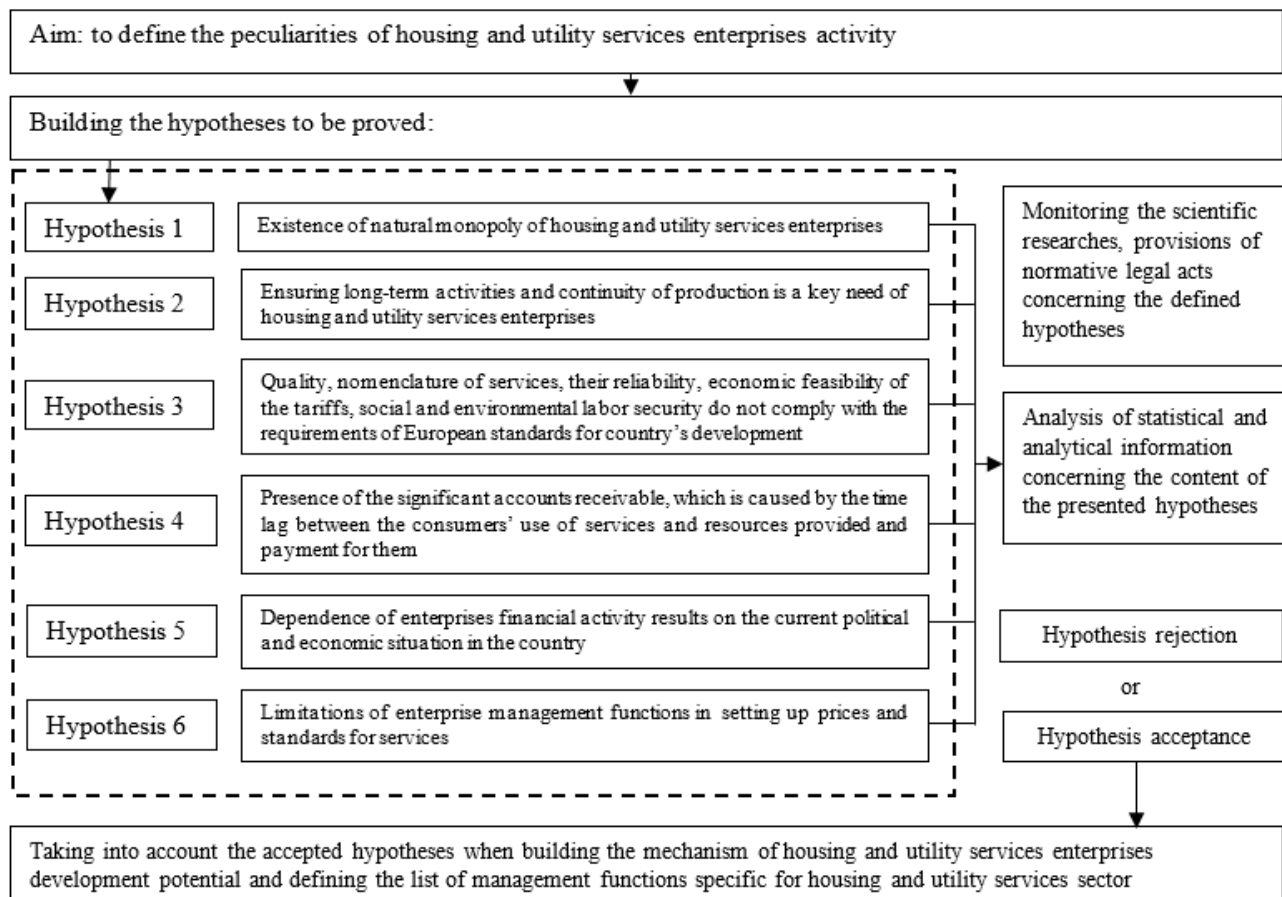 Aim: to define the peculiarities of housing and utility services enterprises activity
Building the hypotheses to be proved:
Hypothesis 1
Existence of natural monopoly of housing and utility services enterprises
Hypothesis 2
Ensuring long-term activities and continuity of production is a key need of
housing and utility services enterprises
Hypothesis 3
Quality, nomenclature of services, their reliability, economic feasibility of
the tariffs, social and environmental labor security do not comply with the
requirements of European standards for country's development
Hypothesis 4
Presence of the significant accounts receivable, which is caused by the time
lag between the consumers' use of services and resources provided and
payment for them
Hypothesis 5
Dependence of enterprises financial activity results on the current political
and economic situation in the country
Hypothesis 6
Limitations of enterprise management functions in setting up prices and
standards for services
Monitoring the scientific
researches, provisions of
normative legal acts
concerning the defined
hypotheses
Analysis of statistical and
analytical information
concerning the content of
the presented hypotheses
Hypothesis rejection
or
Hypothesis acceptance
Taking into account the accepted hypotheses when building the mechanism of housing and utility services enterprises
development potential and defining the list of management functions specific for housing and utility services sector